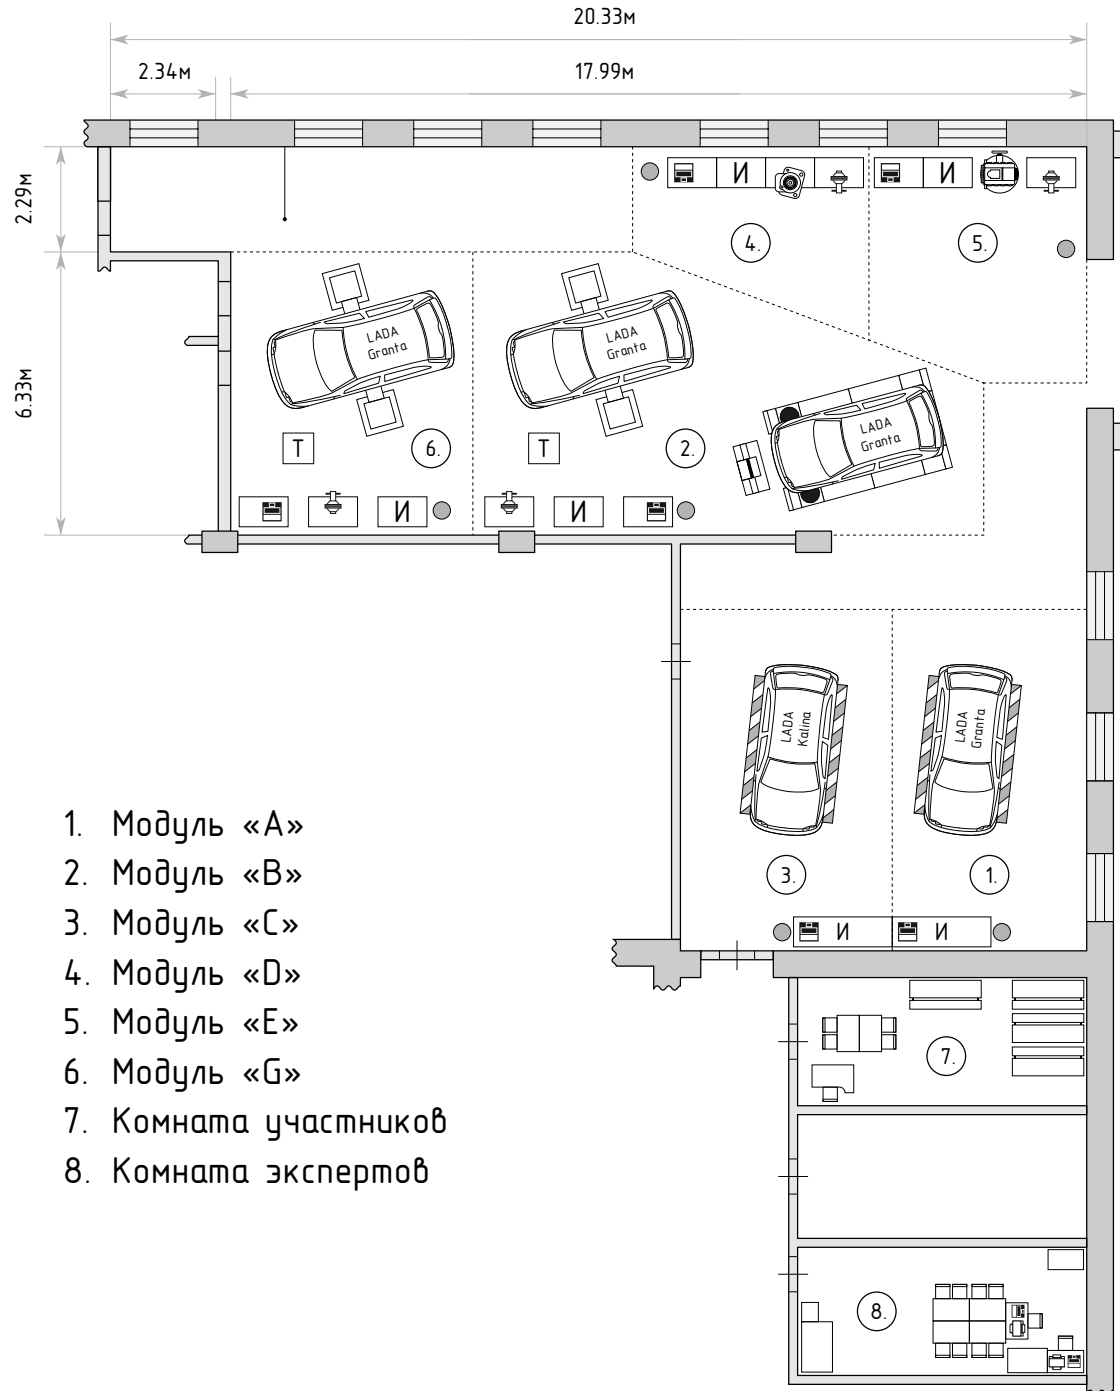 20.33м
2.34м
17.99м
2.29м
И
И
4.
5.
6.33м
LADA
Granta
LADA
Granta
LADA
Granta
Т
6.
Т
2.
И
И
LADA
Kalina
LADA
Granta
3.
1.
И
И
1. Модуль «А»
2. Модуль «B»
3. Модуль «C»
4. Модуль «D»
5. Модуль «E»
6. Модуль «G»
7. Комната участников
8. Комната экспертов
7.
8.